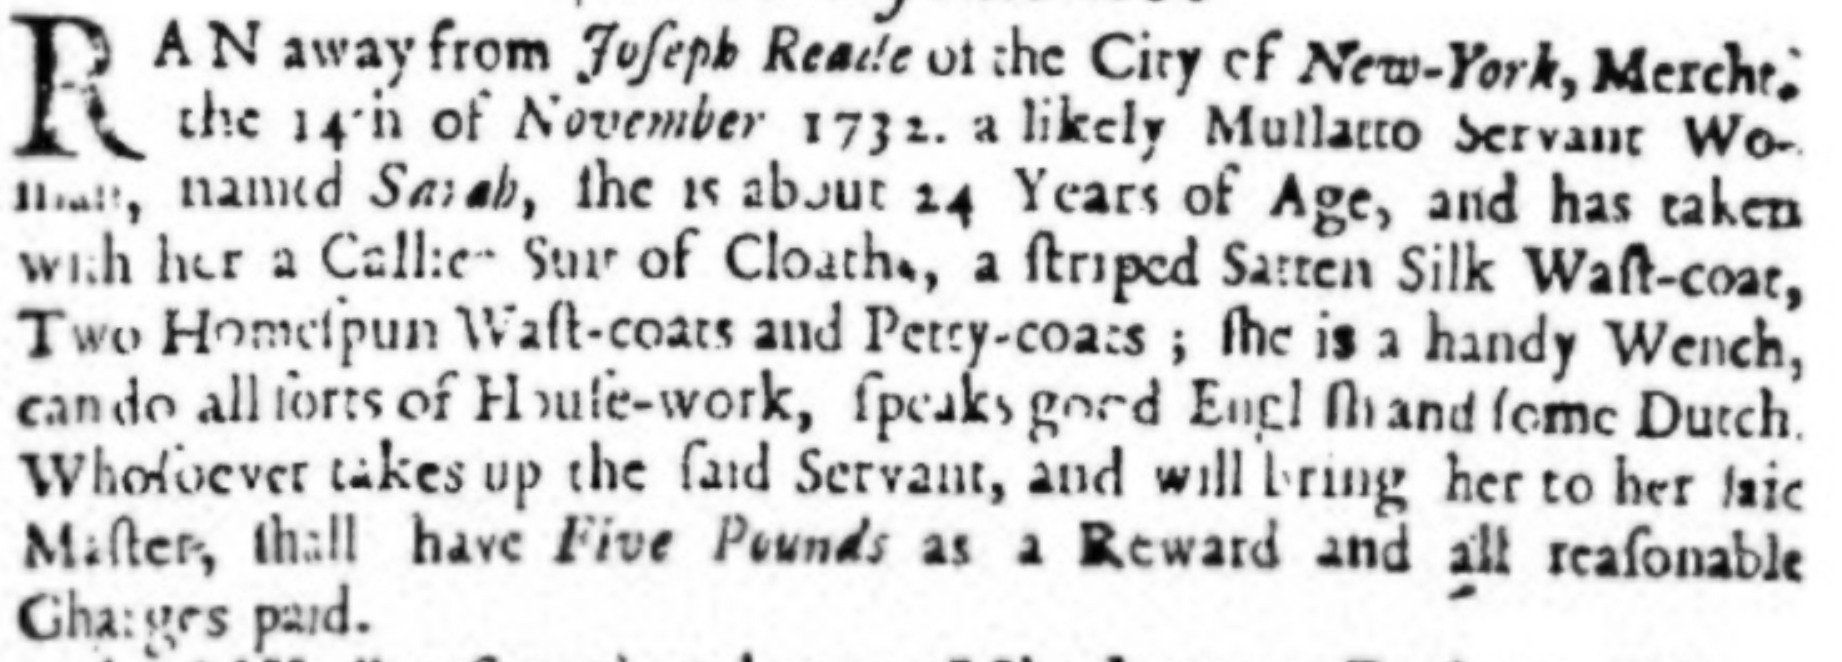 RAN away from Joſeph Reade of the City of New-York, Mercht.
the 14th of November 1732. a likely Mullatto Servant Wo-
man, named Sarah, ſhe is about 24 Years of Age, and has taken
with her a Callico Suit of Cloaths, a ſtriped Satten Silk Waſt-coat,
Two Homeſpun Waſt-coats and Petty-coats ; ſhe is a handy Wench,
can do all ſorts of Houſe-work, ſpeaks good Engliſh and ſome Dutch.
Whoſoever takes up the ſaid Servant, and will bring her to her ſaid
Maſter, ſhall have Five Pounds as a Reward and all reaſonable
Charges paid.